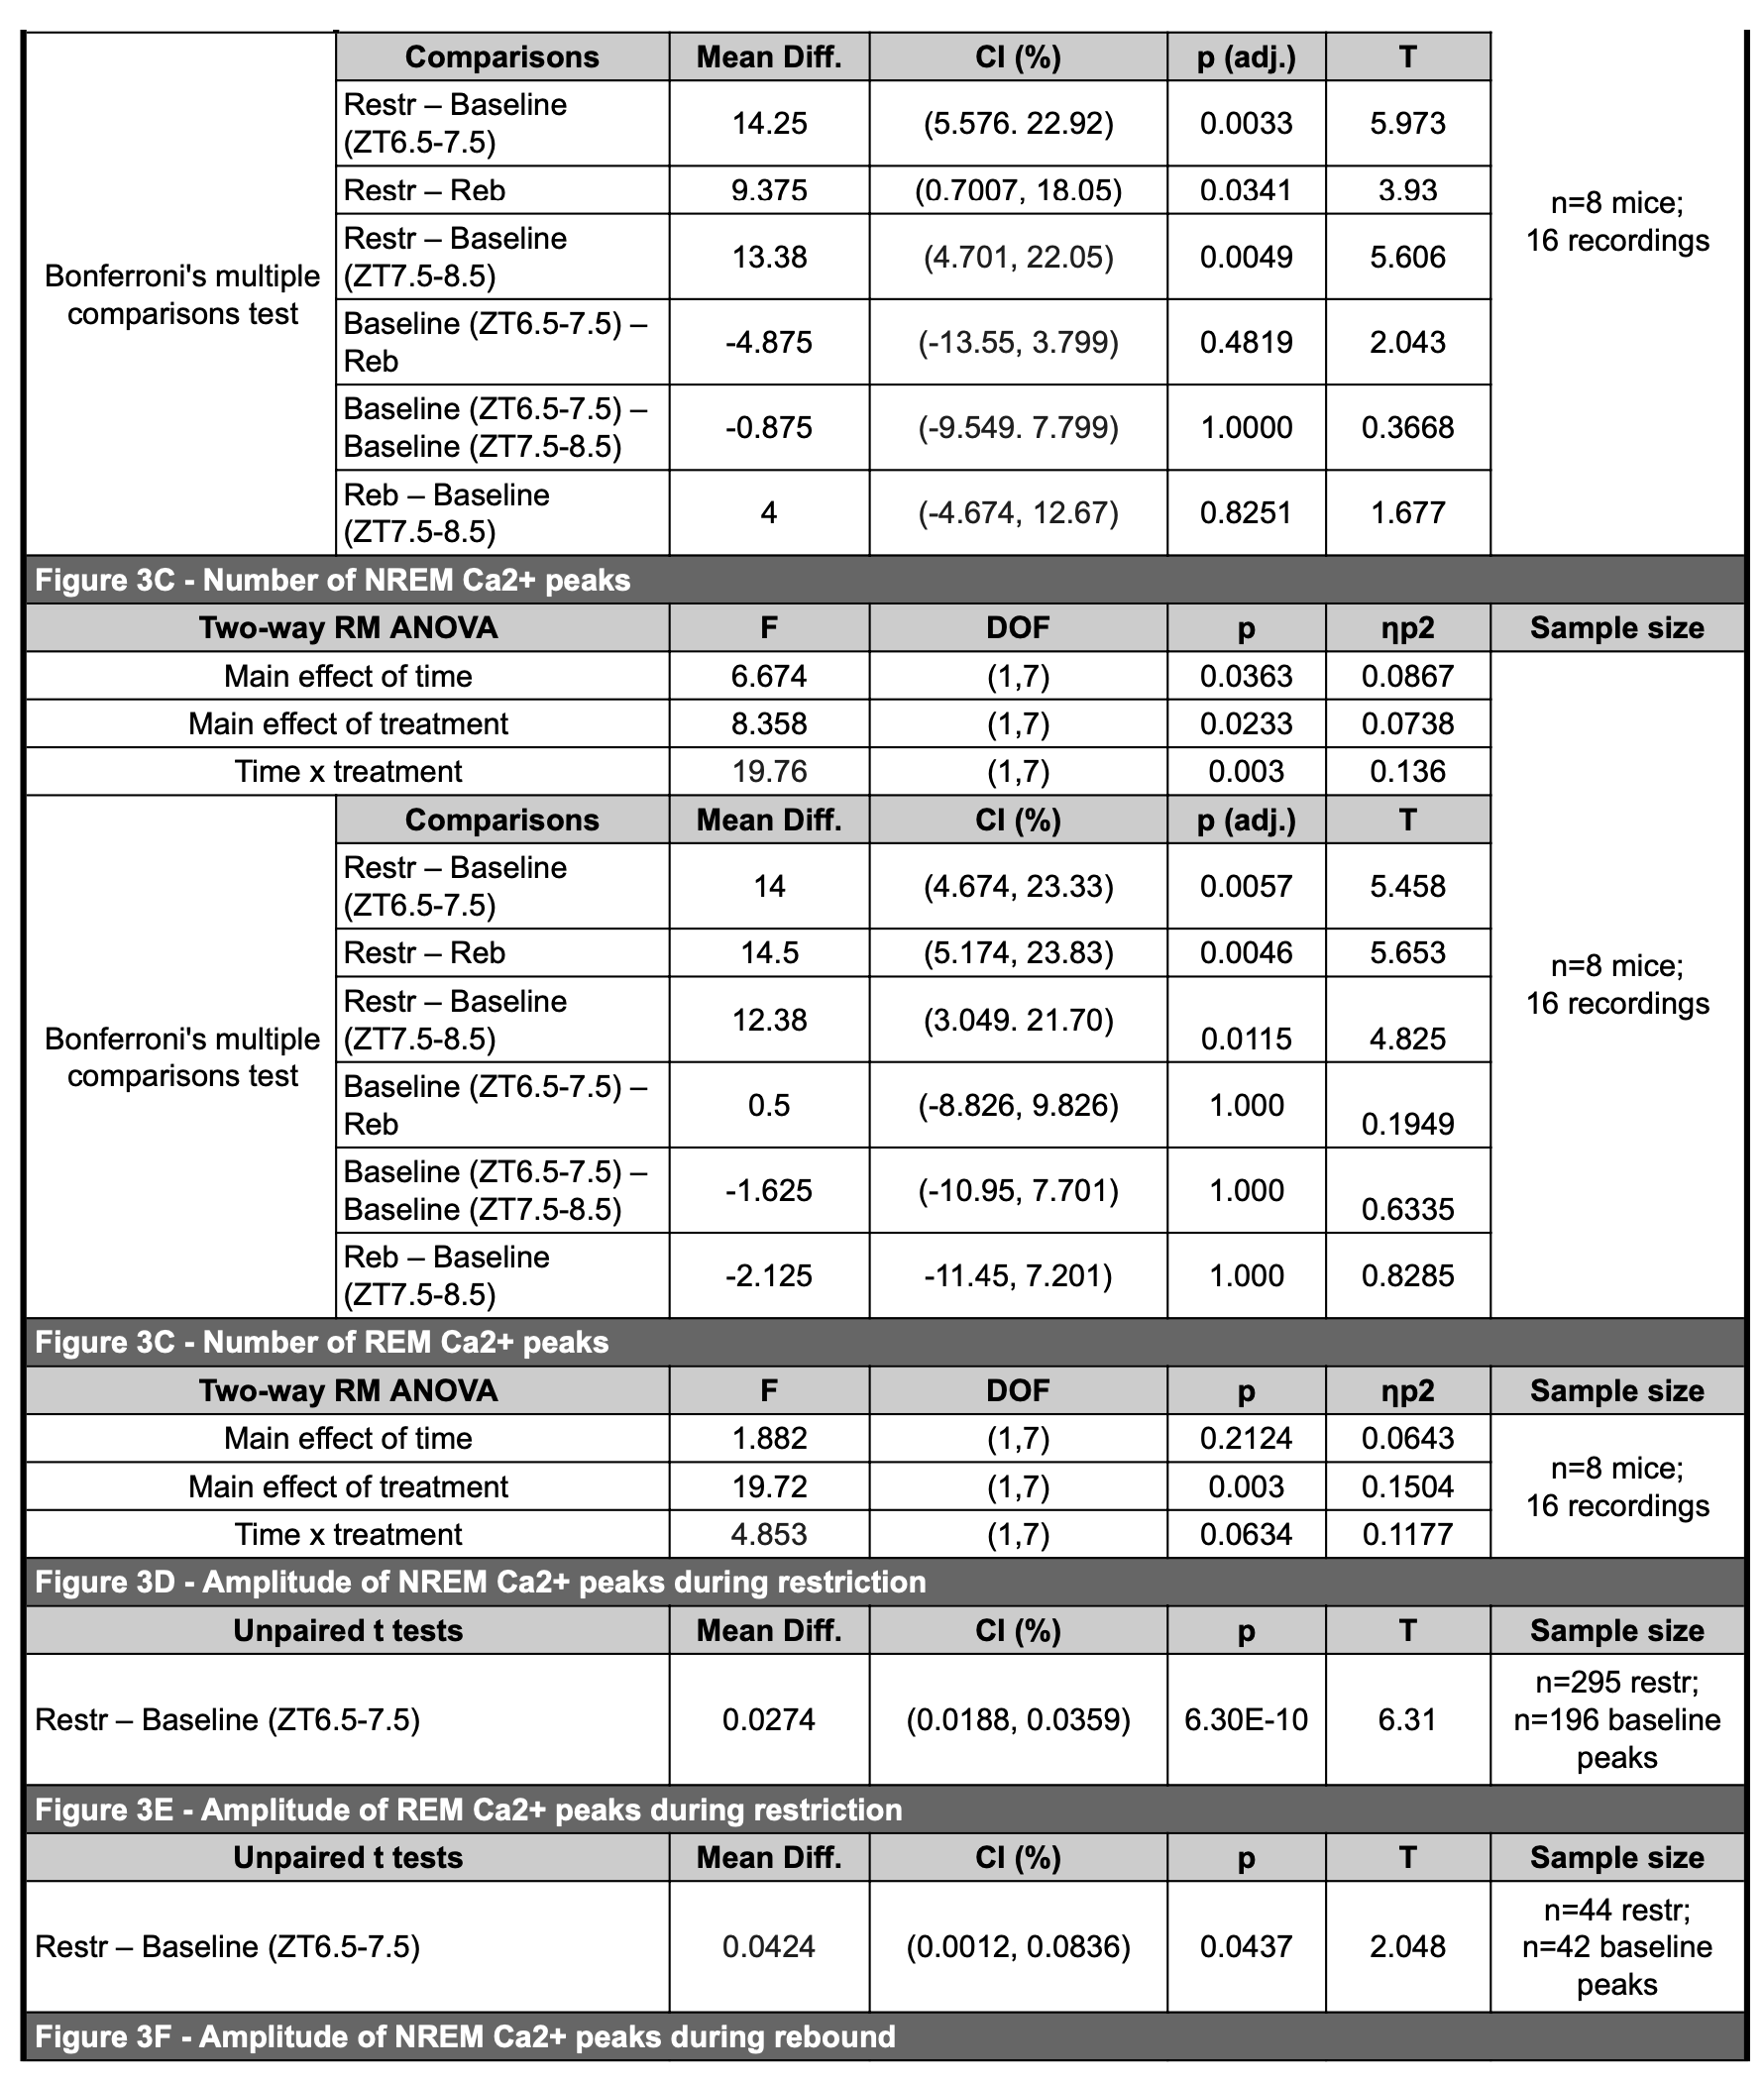 Comparisons Mean Diff. CI (%) p (adj.) T
Restr – Baseline
(ZT6.5-7.5) 14.25 (5.576. 22.92) 0.0033 5.973
Restr – Reb 9.375 (0.7007, 18.05) 0.0341 3.93
n=8 mice;
16 recordings
Restr – Baseline
(ZT7.5-8.5) 13.38 (4.701, 22.05) 0.0049 5.606
Bonferroni's multiple
comparisons test
Baseline (ZT6.5-7.5) –
Reb -4.875 (-13.55, 3.799) 0.4819 2.043
Baseline (ZT6.5-7.5) –
Baseline (ZT7.5-8.5) -0.875 (-9.549. 7.799) 1.0000 0.3668
Reb – Baseline
(ZT7.5-8.5) 4 (-4.674, 12.67) 0.8251 1.677
Figure 3C - Number of NREM Ca2+ peaks
Two-way RM ANOVA F DOF p ηp2 Sample size
Main effect of time 6.674 (1,7) 0.0363 0.0867
Main effect of treatment 8.358 (1,7) 0.0233 0.0738
Time x treatment 19.76 (1,7) 0.003 0.136
Comparisons Mean Diff. CI (%) p (adj.) T
Restr – Baseline
(ZT6.5-7.5) 14 (4.674, 23.33) 0.0057 5.458
Restr – Reb 14.5 (5.174, 23.83) 0.0046 5.653
n=8 mice;
16 recordings
Restr – Baseline
(ZT7.5-8.5) 12.38 (3.049. 21.70) 0.0115 4.825
Bonferroni's multiple
comparisons test
Baseline (ZT6.5-7.5) –
Reb 0.5 (-8.826, 9.826) 1.000 0.1949
Baseline (ZT6.5-7.5) –
Baseline (ZT7.5-8.5) -1.625 (-10.95, 7.701) 1.000 0.6335
Reb – Baseline
(ZT7.5-8.5) -2.125 -11.45, 7.201) 1.000 0.8285
Figure 3C - Number of REM Ca2+ peaks
Two-way RM ANOVA F DOF p ηp2 Sample size
Main effect of time 1.882 (1,7) 0.2124 0.0643
Main effect of treatment 19.72 (1,7) 0.003 0.1504
Time x treatment 4.853 (1,7) 0.0634 0.1177
n=8 mice;
16 recordings
Figure 3D - Amplitude of NREM Ca2+ peaks during restriction
Unpaired t tests Mean Diff. CI (%) p T Sample size
Restr – Baseline (ZT6.5-7.5) 0.0274 (0.0188, 0.0359) 6.30E-10 6.31
n=295 restr;
n=196 baseline
peaks
Figure 3E - Amplitude of REM Ca2+ peaks during restriction
Unpaired t tests Mean Diff. CI (%) p T Sample size
Restr – Baseline (ZT6.5-7.5) 0.0424 (0.0012, 0.0836) 0.0437 2.048
n=44 restr;
n=42 baseline
peaks
Figure 3F - Amplitude of NREM Ca2+ peaks during rebound